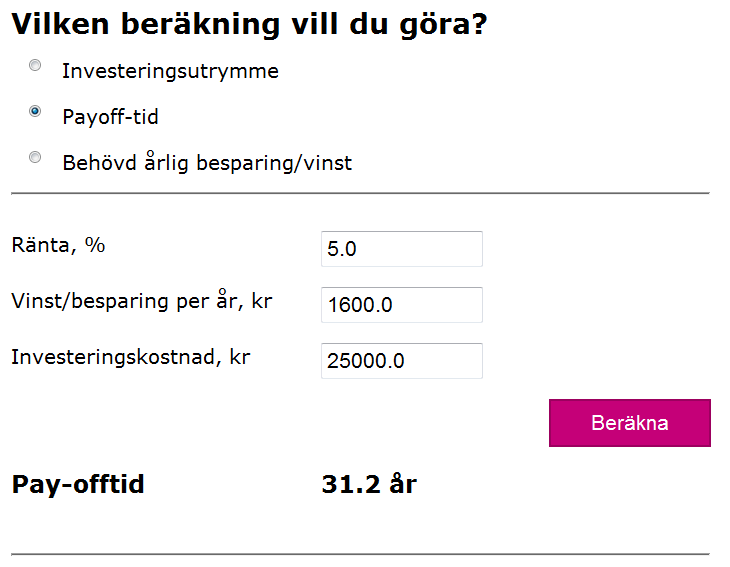 Vilken beräkning vill du göra?
Investeringsutrymme
Payoff-tid
Behövd årlig besparing/vinst
Ränta, % 5.0
Vinst/besparing per år, kr 1600.0
Investeringskostnad, kr 25000.0
Beräkna
Pay-offtid 31.2 år